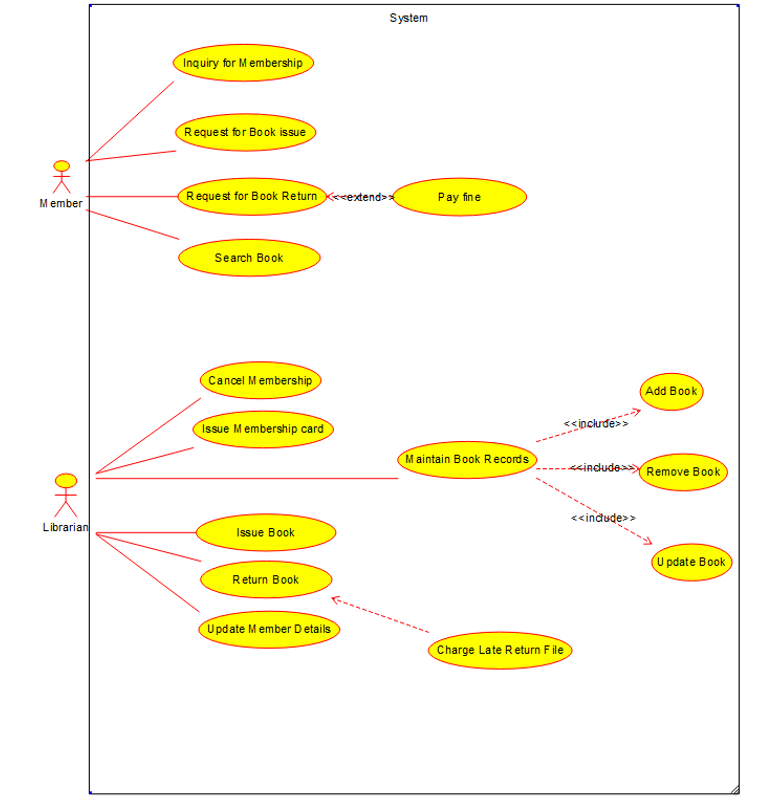 System
Inquiry for Membership
Request for Book issue
Member
Request for Book Return
<<extend>>
Pay fine
Search Book
Cancel Membership
Add Book
<<include>>
Issue Membership card
Maintain Book Records
<<include>>
Remove Book
Librarian
<<include>>
Issue Book
Update Book
Return Book
Update Member Details
Charge Late Return File